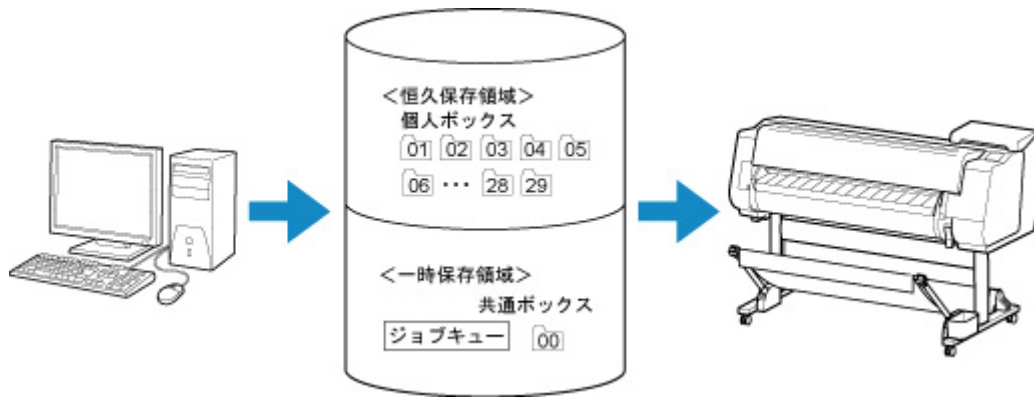 ＜恒久保存領域＞
個人ボックス
01 02 03 04 05
06 ･･･ 28 29
＜一時保存領域＞
共通ボックス
ジョブキュー 00